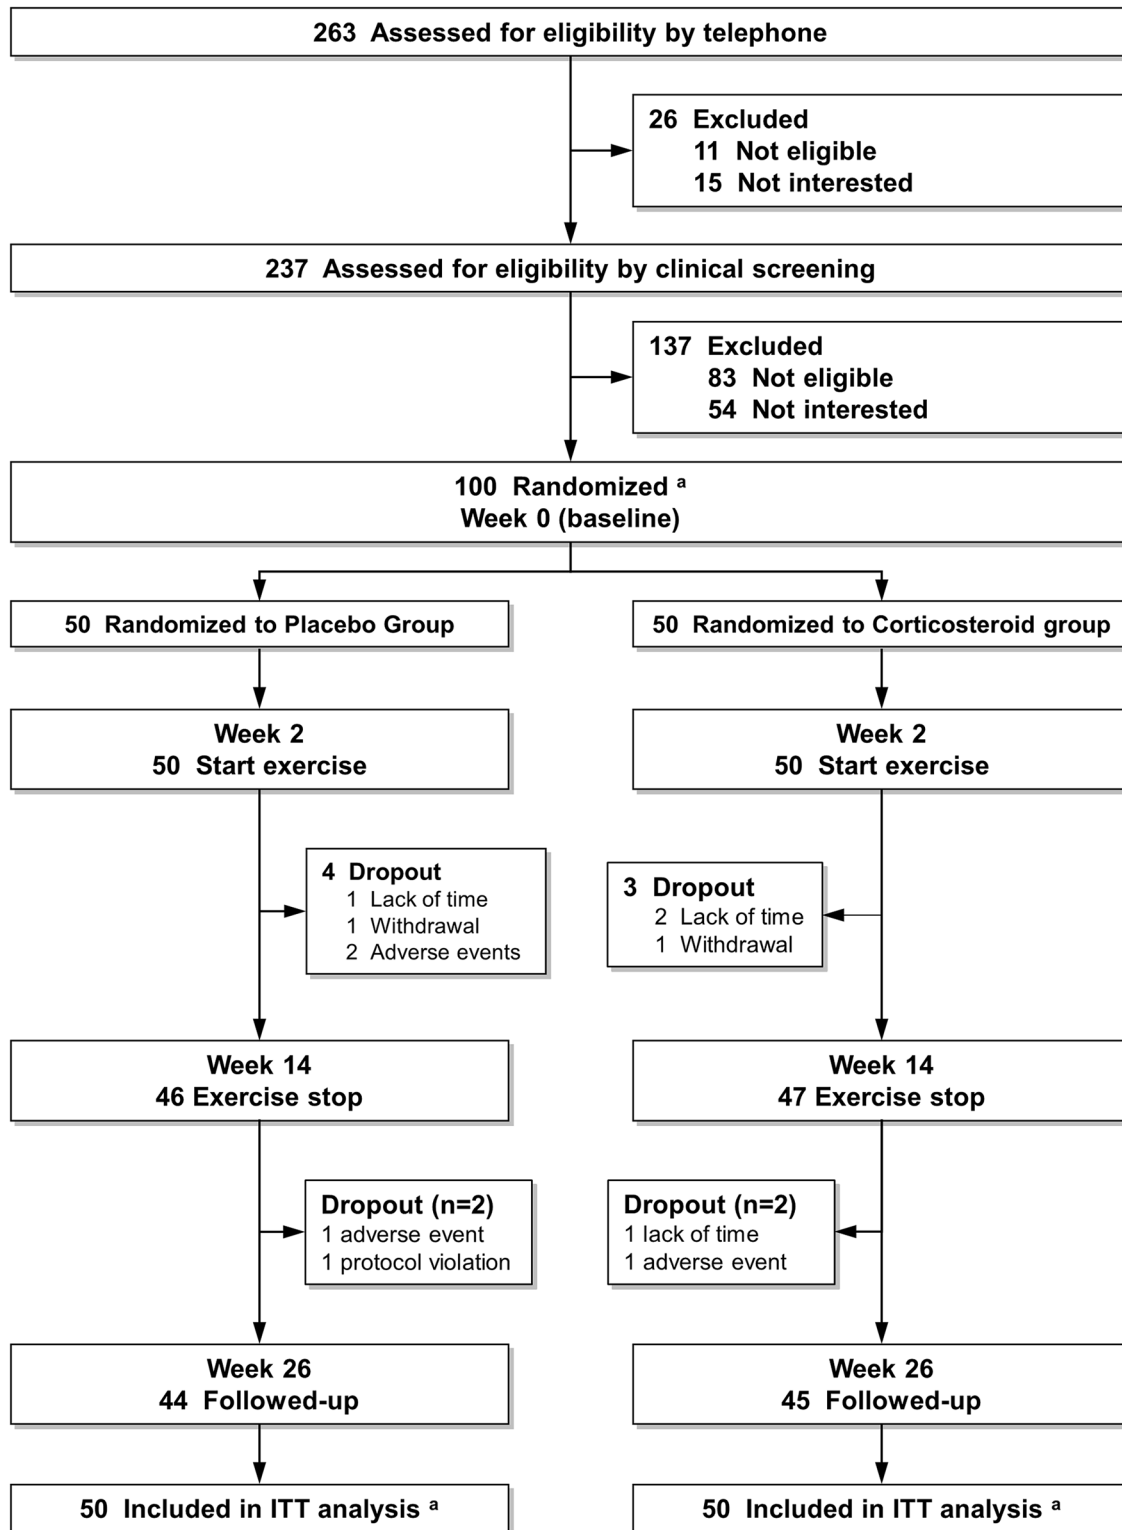 263 Assessed for eligibility by telephone
26 Excluded
11 Not eligible
15 Not interested
237 Assessed for eligibility by clinical screening
137 Excluded
83 Not eligible
54 Not interested
100 Randomized a
Week 0 (baseline)
50 Randomized to Placebo Group
50 Randomized to Corticosteroid group
Week 2
50 Start exercise
Week 2
50 Start exercise
4 Dropout
1 Lack of time
1 Withdrawal
2 Adverse events
3 Dropout
2 Lack of time
1 Withdrawal
Week 14
46 Exercise stop
Week 14
47 Exercise stop
Dropout (n=2)
1 adverse event
1 protocol violation
Dropout (n=2)
1 lack of time
1 adverse event
Week 26
44 Followed-up
Week 26
45 Followed-up
50 Included in ITT analysis a
50 Included in ITT analysis a